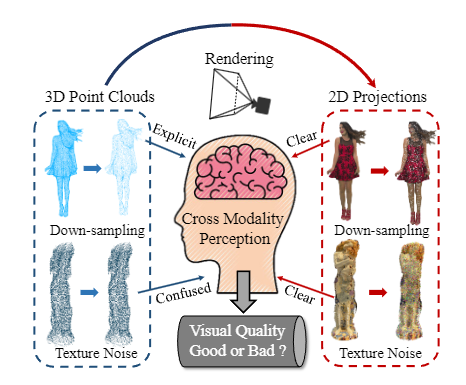 Rendering
3D Point Clouds
2D Projections
Explicit
Clear
Cross Modality
Perception
Down-sampling
Down-sampling
Confused
Clear
Visual Quality
Good or Bad ?
Texture Noise
Texture Noise